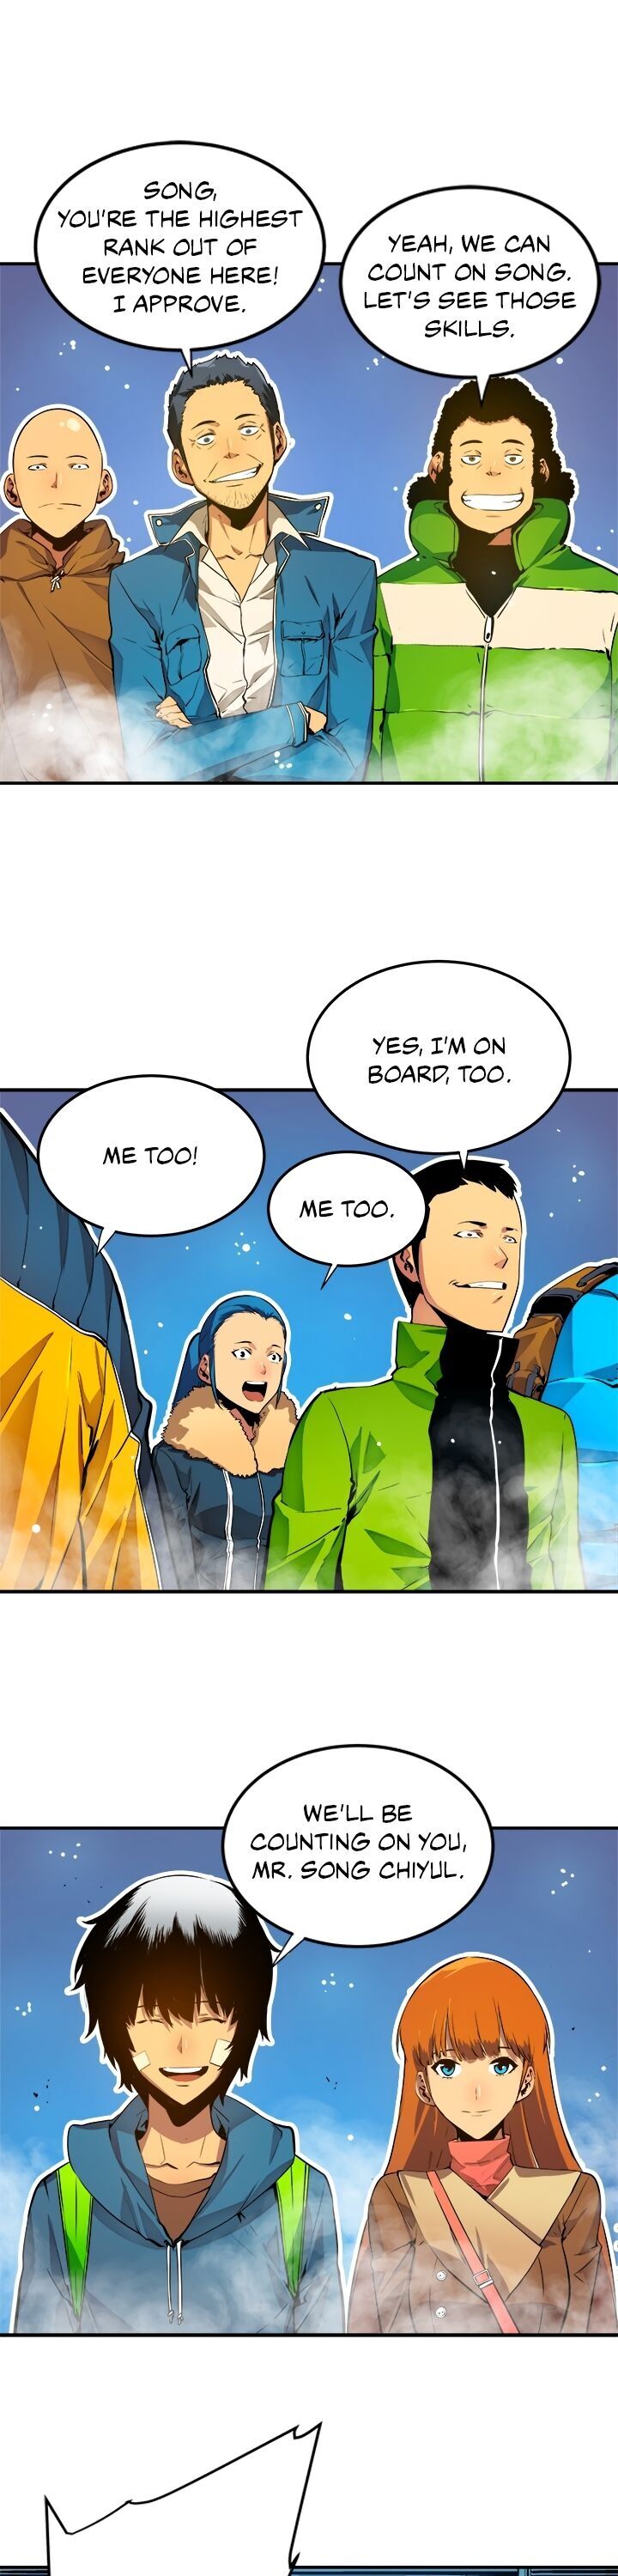 SONG,
YOU'RE THE HIGHEST
RANK OUT OF
EVERYONE HERE!
I APPROVE.
YEAH, WE CAN
COUNT ON SONG.
LET'S SEE THOSE
SKILLS.
YES, I'M ON
BOARD, TOO.
ME TOO!
ME TOO.
WE'LL BE
COUNTING ON YOU,
MR. SONG CHIYUL.